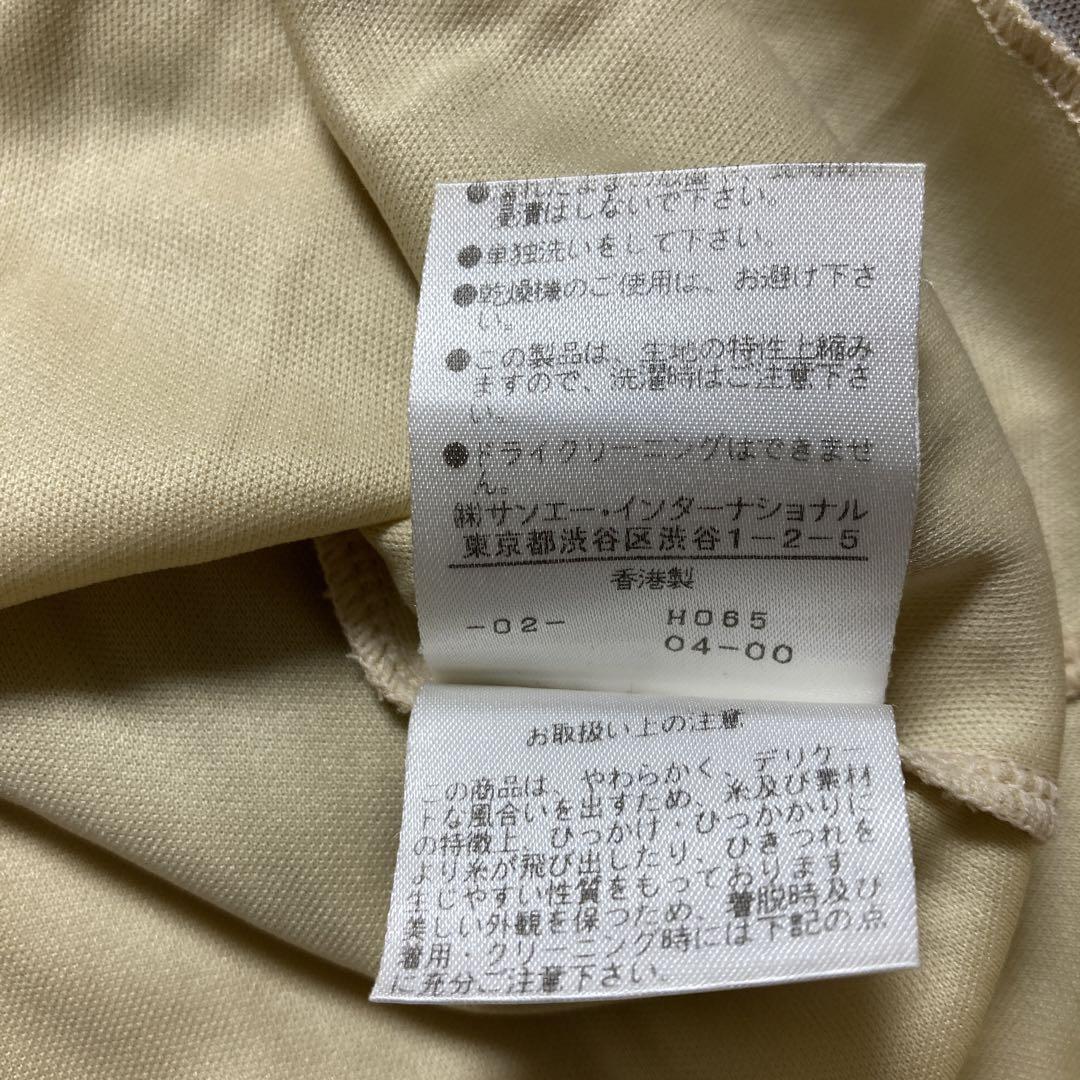 はしないで下さい。
●単独洗いをして下さい。
●乾燥機のご使用は、お避け下さ
い。
●この製品は、生地の特性上縮み
ますので、洗濯時はご注意下さ
い。
●ドライクリーニングはできませ
ん。
㈱サンエー・インターナショナル
東京都渋谷区渋谷1-2-5
香港製
-02- H065
04-00
お取扱い上の注意
この商品は、やわらかく、デリケー
トな風合いを出すため、糸及び素材
の特徴上、ひっかけ・ひっかかりに
より糸が飛び出したり、ひきつれを
生じやすい性質をもっております
美しい外観を保つため、着脱時及び
着用・クリーニング時には下記の点
に充分ご注意下さい。